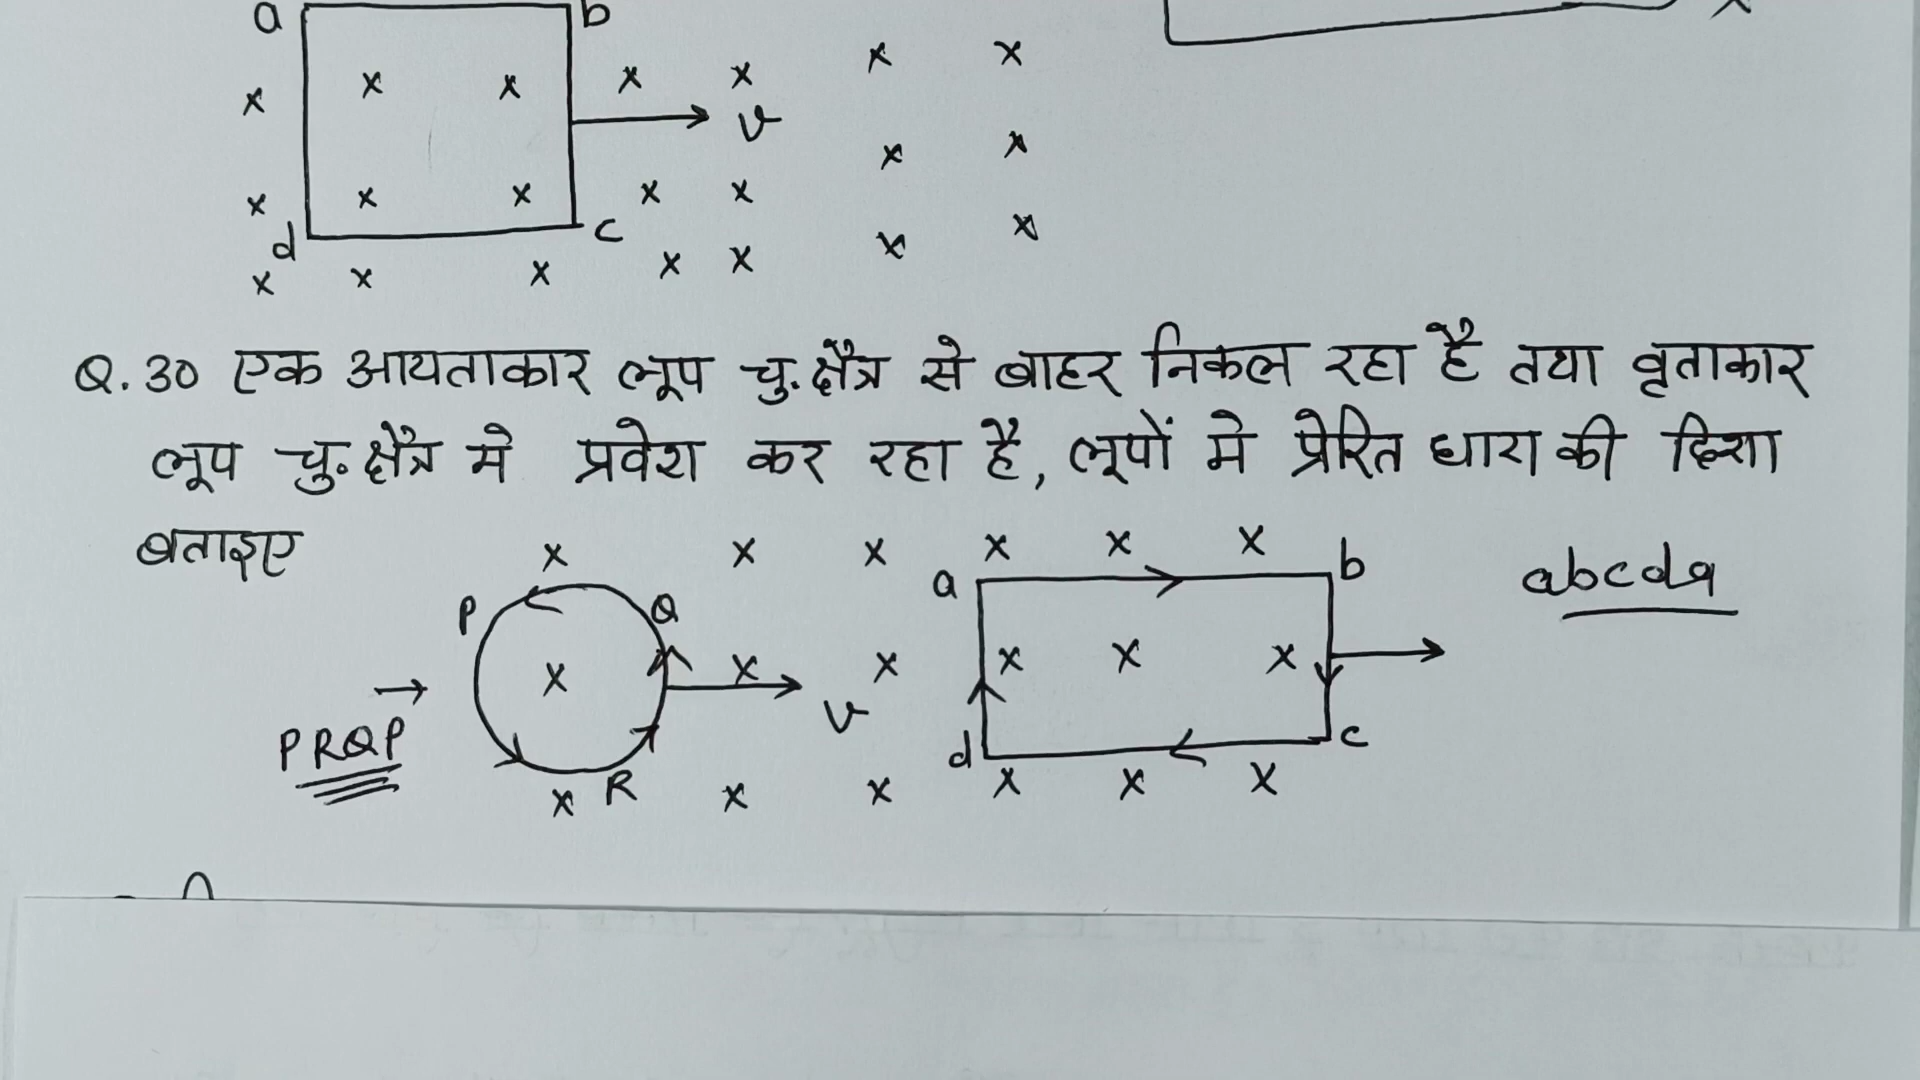 a b
x x x x x x x
v
x x
x x x x x x
d c
x x x x x x x
Q.30 एक आयताकार लूप चु.क्षैत्र से बाहर निकल रहा है तथा वृताकार
लूप चु.क्षैत्र मे प्रवेश कर रहा है, लूपों मे प्रेरित धारा की दिशा
बताइए
x x x x x x
a b abcda
P Q
x x x x x x
→
v
PRQP
d c
x R x x x x x